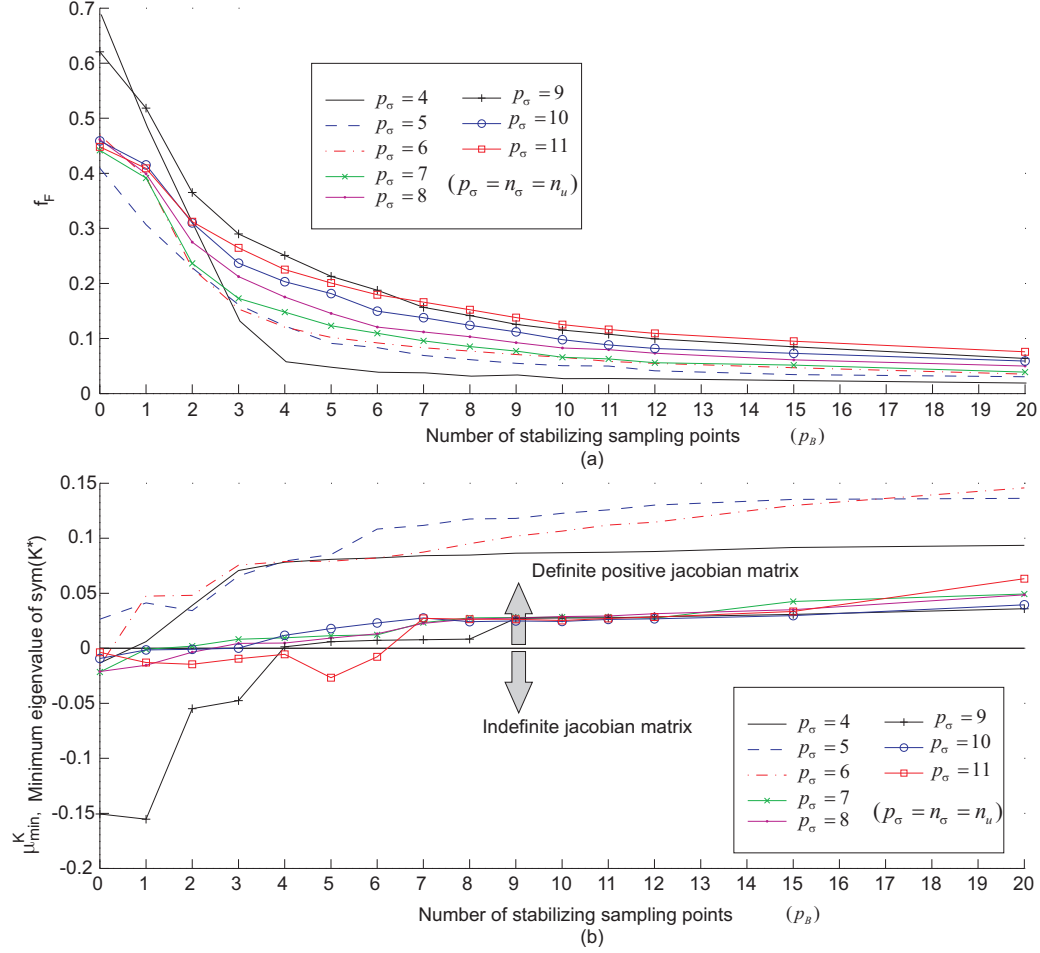 0.7
0.6
0.5
0.4
0.3
0.2
0.1
0
f_F
p_σ = 4
p_σ = 5
p_σ = 6
p_σ = 7
p_σ = 8
p_σ = 9
p_σ = 10
p_σ = 11
(p_σ = n_σ = n_u)
0 1 2 3 4 5 6 7 8 9 10 11 12 13 14 15 16 17 18 19 20
Number of stabilizing sampling points (p_B)
(a)
0.15
0.1
0.05
0
-0.05
-0.1
-0.15
-0.2
μ^K_min, Minimum eigenvalue of sym(K*)
Definite positive jacobian matrix
Indefinite jacobian matrix
p_σ = 4
p_σ = 5
p_σ = 6
p_σ = 7
p_σ = 8
p_σ = 9
p_σ = 10
p_σ = 11
(p_σ = n_σ = n_u)
0 1 2 3 4 5 6 7 8 9 10 11 12 13 14 15 16 17 18 19 20
Number of stabilizing sampling points (p_B)
(b)